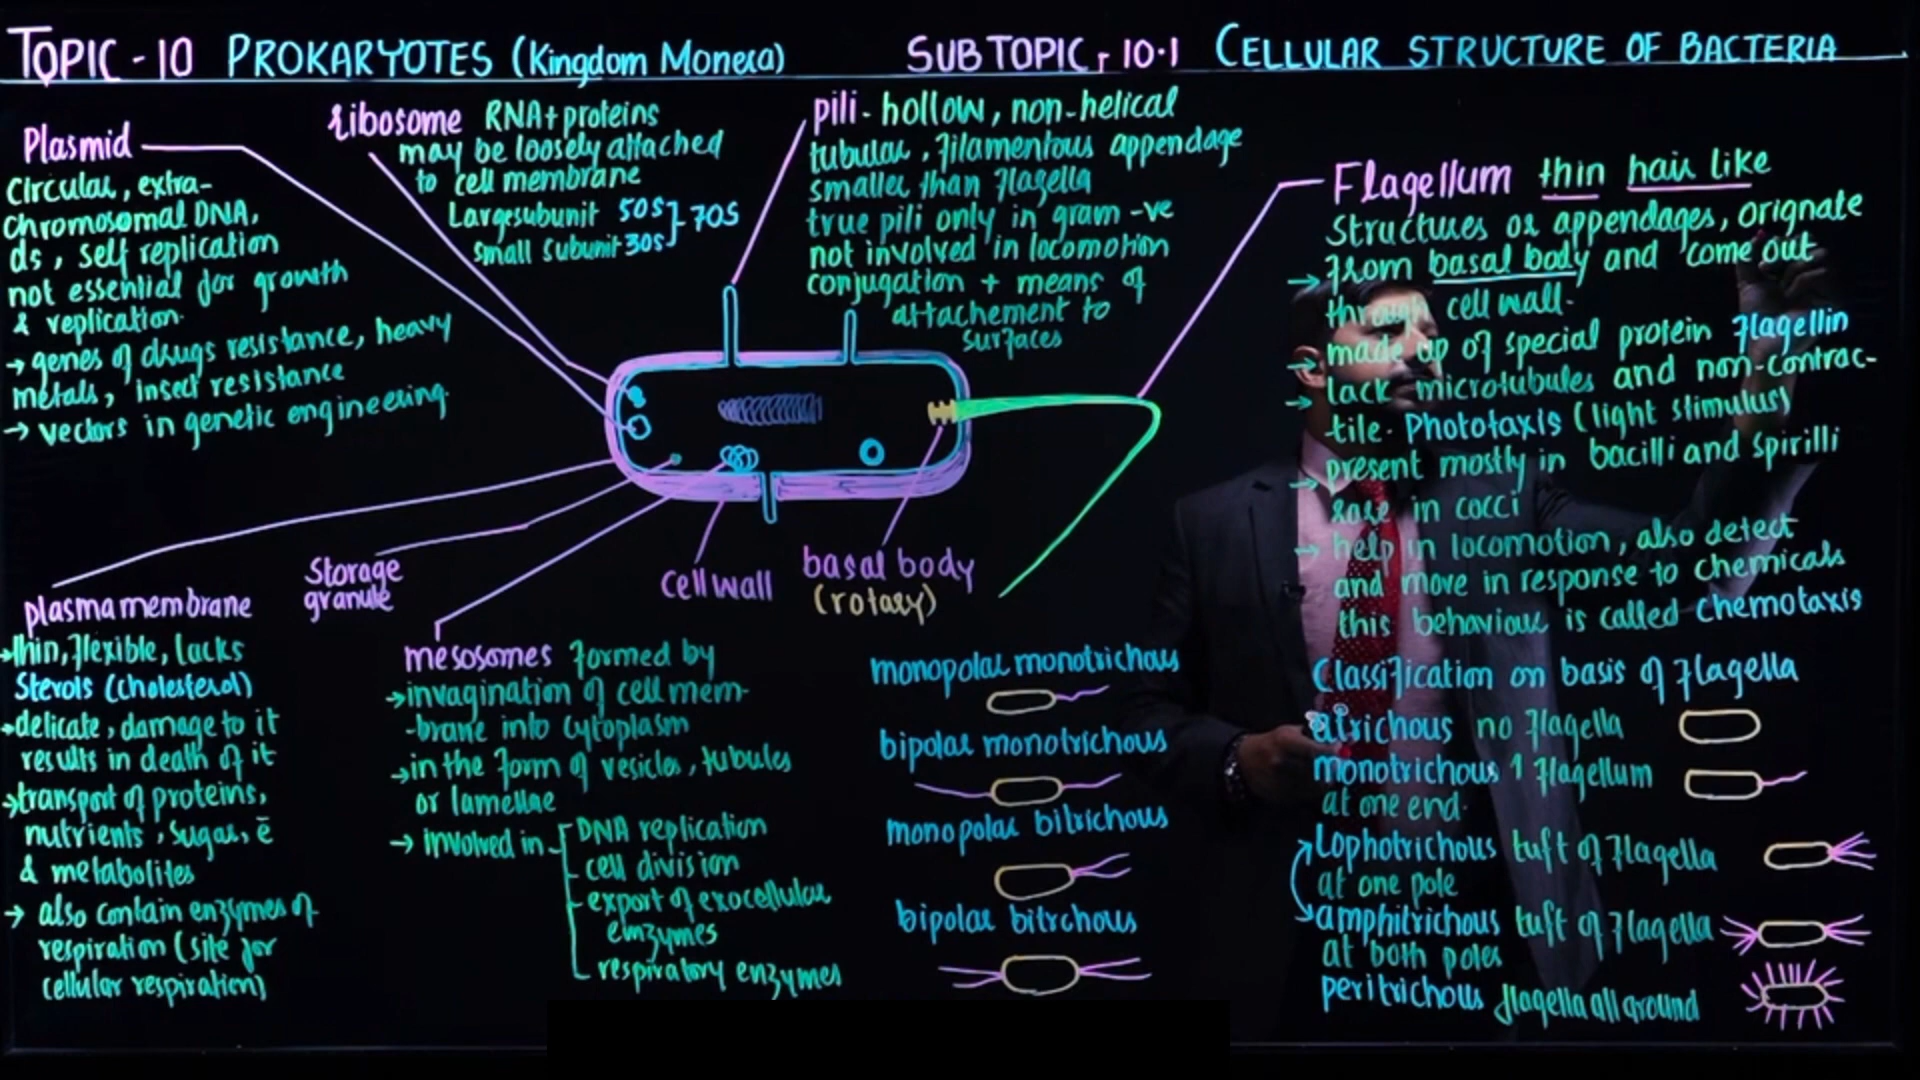 TOPIC - 10 PROKARYOTES (Kingdom Monera)
SUBTOPIC, 10.1 CELLULAR STRUCTURE OF BACTERIA
Plasmid
Circular, extra-
Chromosomal DNA,
ds, self replication
not essential for growth
& replication.
→ genes of drugs resistance, heavy
metals, insect resistance
→ vectors in genetic engineering.
ribosome RNA+ proteins
may be loosely attached
to cell membrane
Large subunit 50S
small subunit 30S
70S
pili - hollow, non-helical
tubular, filamentous appendage
smaller than flagella
true pili only in gram -ve
not involved in locomotion
conjugation + means of
attachement to
surfaces
Flagellum thin hair like
Structures or appendages, orignate
→ from basal body and come out
through cell wall.
→ made up of special protein flagellin
→ lack microtubules and non-contrac-
-tile. Phototaxis (light stimulus)
→ present mostly in bacilli and spirilli
rare in cocci
→ help in locomotion, also detect
and move in response to chemicals
this behaviour is called chemotaxis
plasma membrane
→ thin, flexible, lacks
Sterols (cholesterol)
→ delicate, damage to it
results in death of it
→ transport of proteins,
nutrients, sugar, ē
& metabolites
→ also contain enzymes of
respiration (site for
cellular respiration)
Storage
granule
mesosomes formed by
→ invagination of cell mem-
-brane into cytoplasm
→ in the form of vesicles, tubules
or lamellae
→ involved in
DNA replication
cell division
export of exocellular
emzymes
respiratory enzymes
cell wall
basal body
(rotary)
monopolar monotrichous
bipolar monotrichous
monopolar bitrichous
bipolar bitrchous
Classification on basis of flagella
atrichous no flagella
monotrichous 1 flagellum
at one end.
Lophotrichous tuft of flagella
at one pole
amphitrichous tuft of flagella
at both poles
peritrichous flagella all around